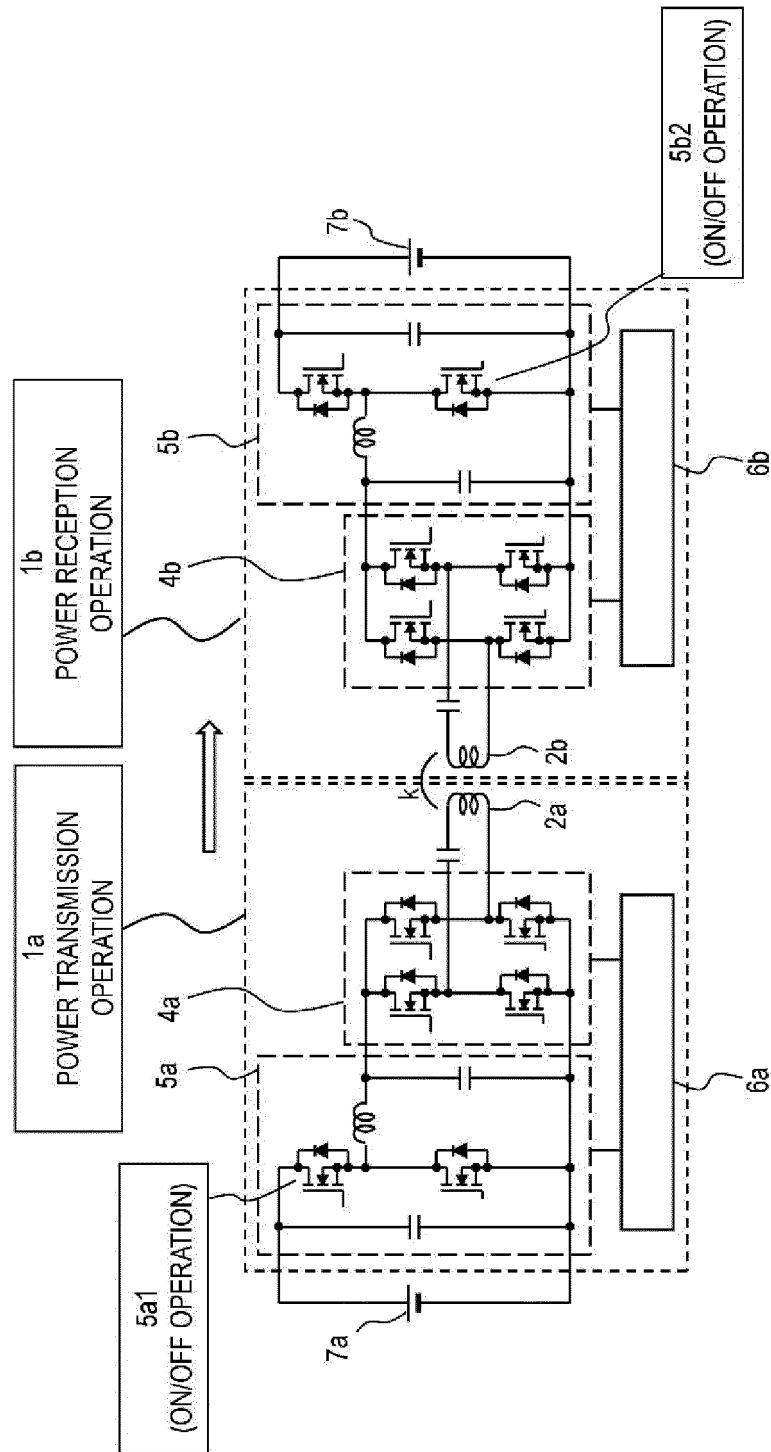 1a
POWER TRANSMISSION
OPERATION
1b
POWER RECEPTION
OPERATION
5a1
(ON/OFF OPERATION)
5a
4a
4b
5b
7a
k
2a
2b
7b
6a
6b
5b2
(ON/OFF OPERATION)